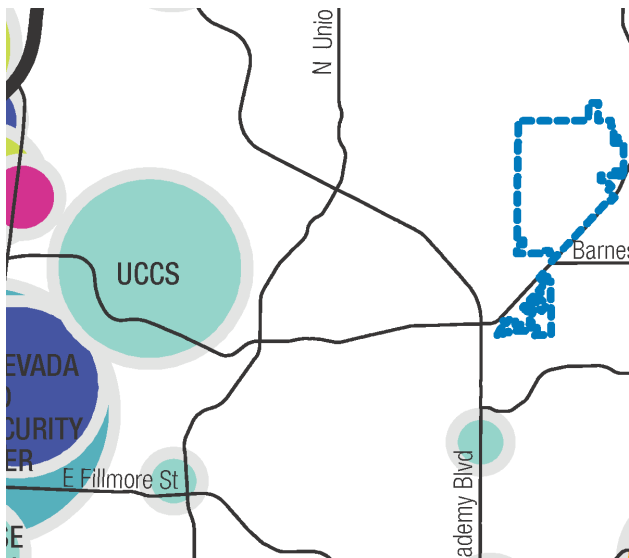 N Unio
UCCS
Barnes
EVADA
CURITY
ER
E Fillmore St
ademy Blvd
SE